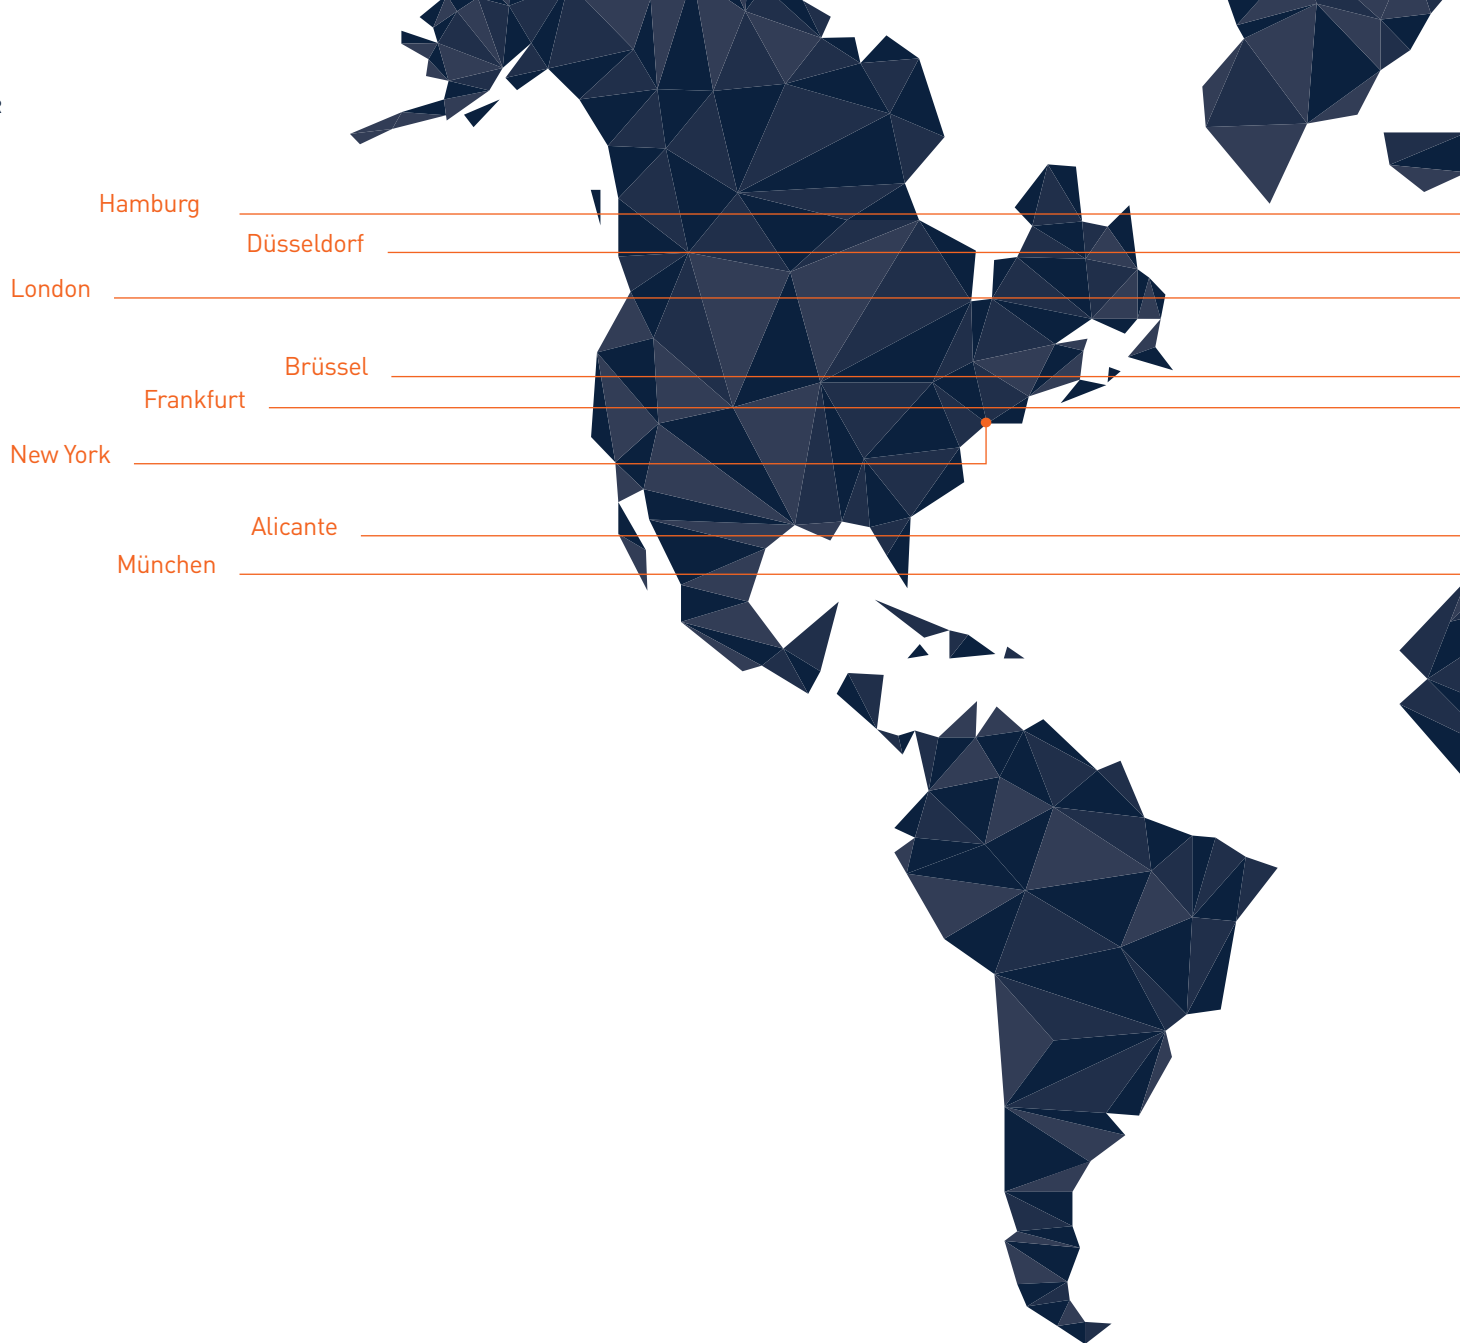 Hamburg
Düsseldorf
London
Brüssel
Frankfurt
New York
Alicante
München